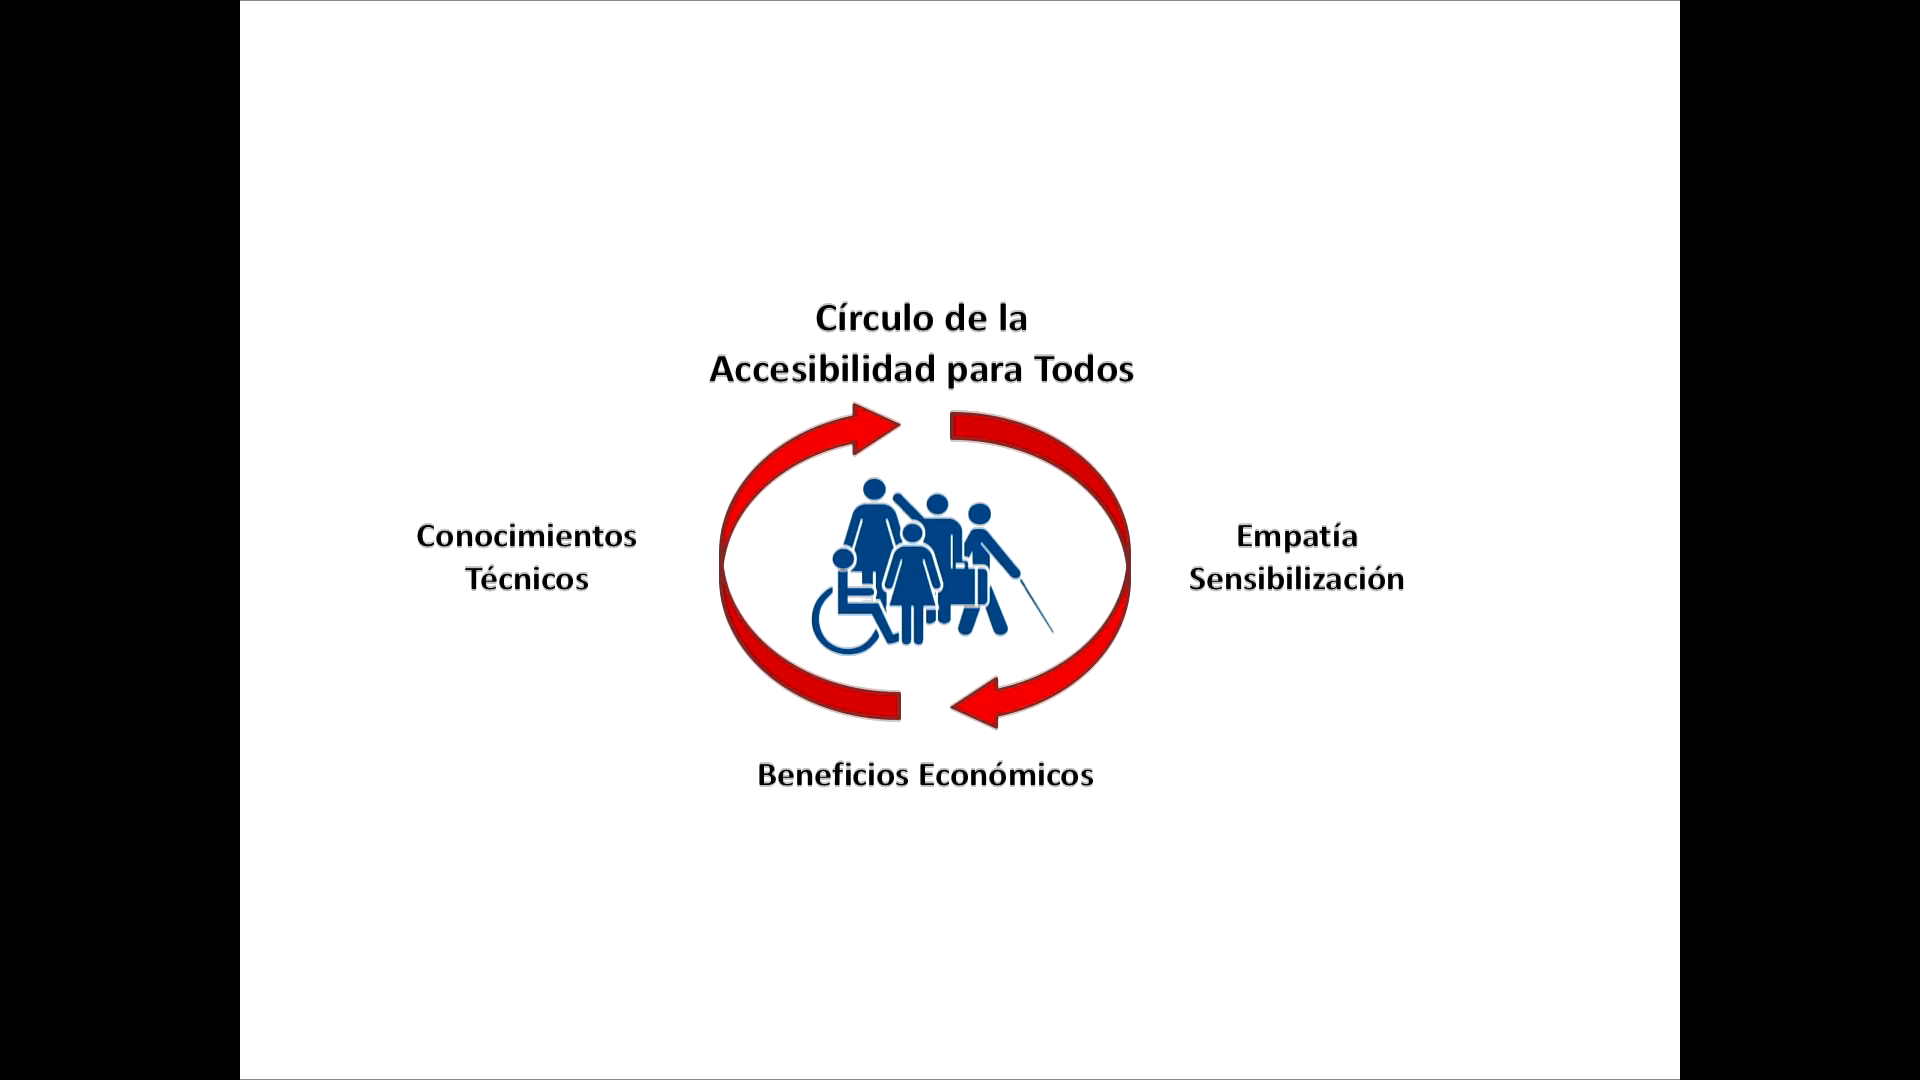 Círculo de la
Accesibilidad para Todos
Conocimientos
Técnicos
Empatía
Sensibilización
Beneficios Económicos